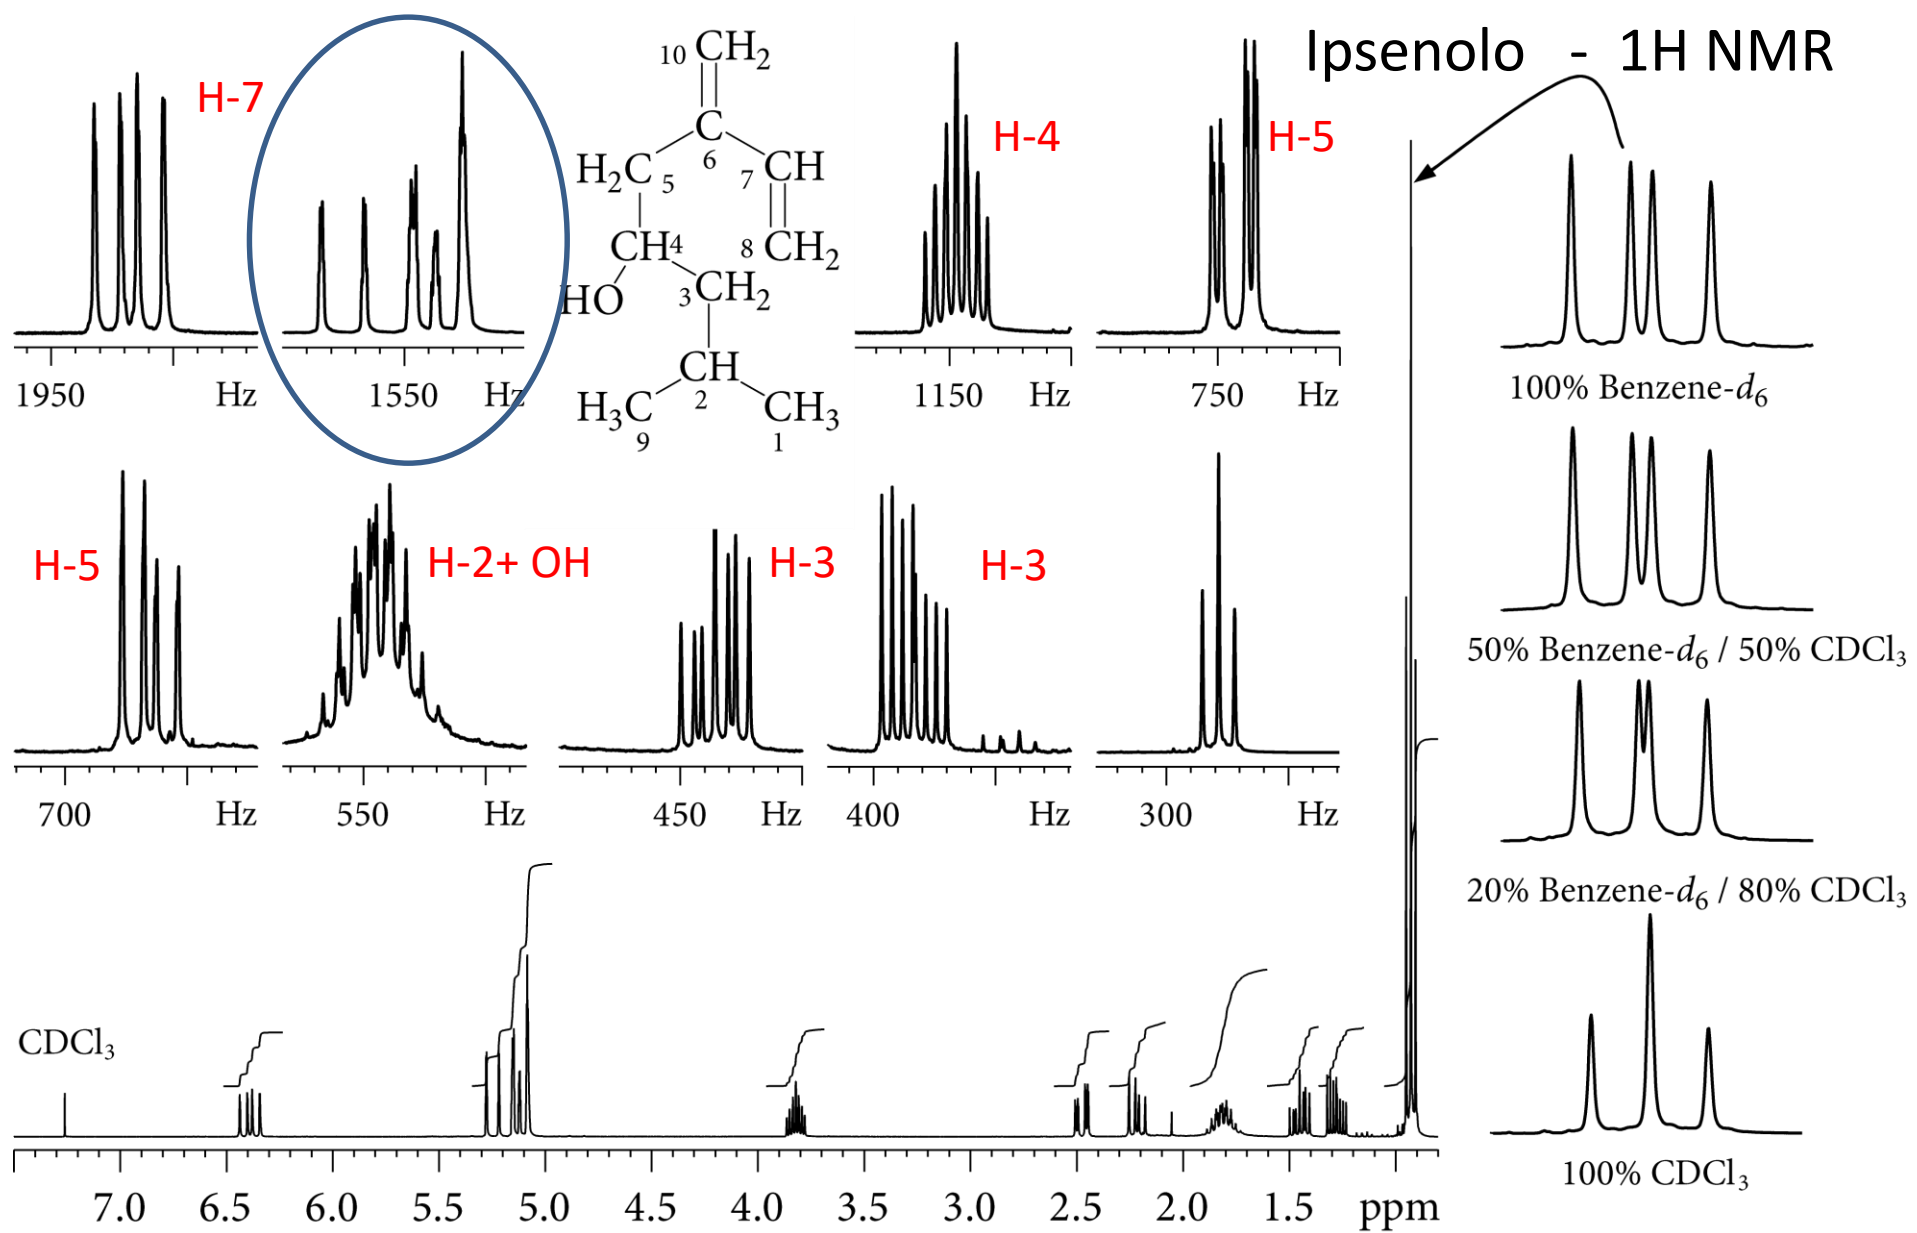 Ipsenolo - 1H NMR
H-7
1950 Hz
1550 Hz
10 CH₂
C
6
H₂C 5
7 CH
CH 4
8 CH₂
HO
3 CH₂
CH
2
H₃C
9
CH₃
1
H-4
1150 Hz
H-5
750 Hz
100% Benzene-d₆
H-5
700 Hz
H-2+ OH
550 Hz
H-3
450 Hz
H-3
400 Hz
300 Hz
50% Benzene-d₆ / 50% CDCl₃
20% Benzene-d₆ / 80% CDCl₃
100% CDCl₃
CDCl₃
7.0 6.5 6.0 5.5 5.0 4.5 4.0 3.5 3.0 2.5 2.0 1.5 ppm